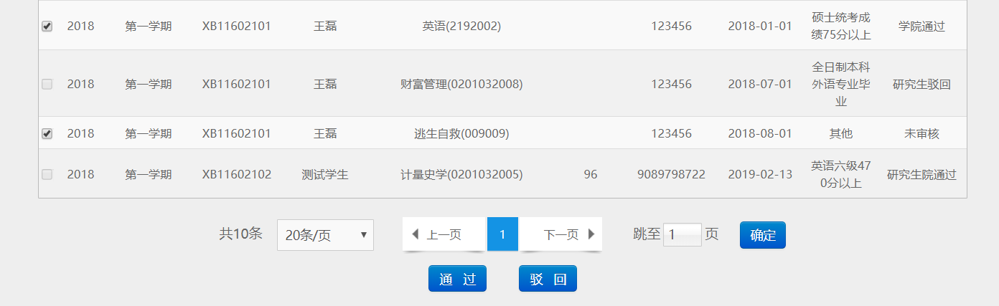 2018 第一学期 XB11602101 王磊 英语(2192002) 123456 2018-01-01 硕士统考成绩75分以上 学院通过
2018 第一学期 XB11602101 王磊 财富管理(0201032008) 123456 2018-07-01 全日制本科外语专业毕业 研究生驳回
2018 第一学期 XB11602101 王磊 逃生自救(009009) 123456 2018-08-01 其他 未审核
2018 第一学期 XB11602102 测试学生 计量史学(0201032005) 96 9089798722 2019-02-13 英语六级470分以上 研究生院通过
共10条 20条/页 上一页 1 下一页 跳至 1 页 确定
通 过 驳 回